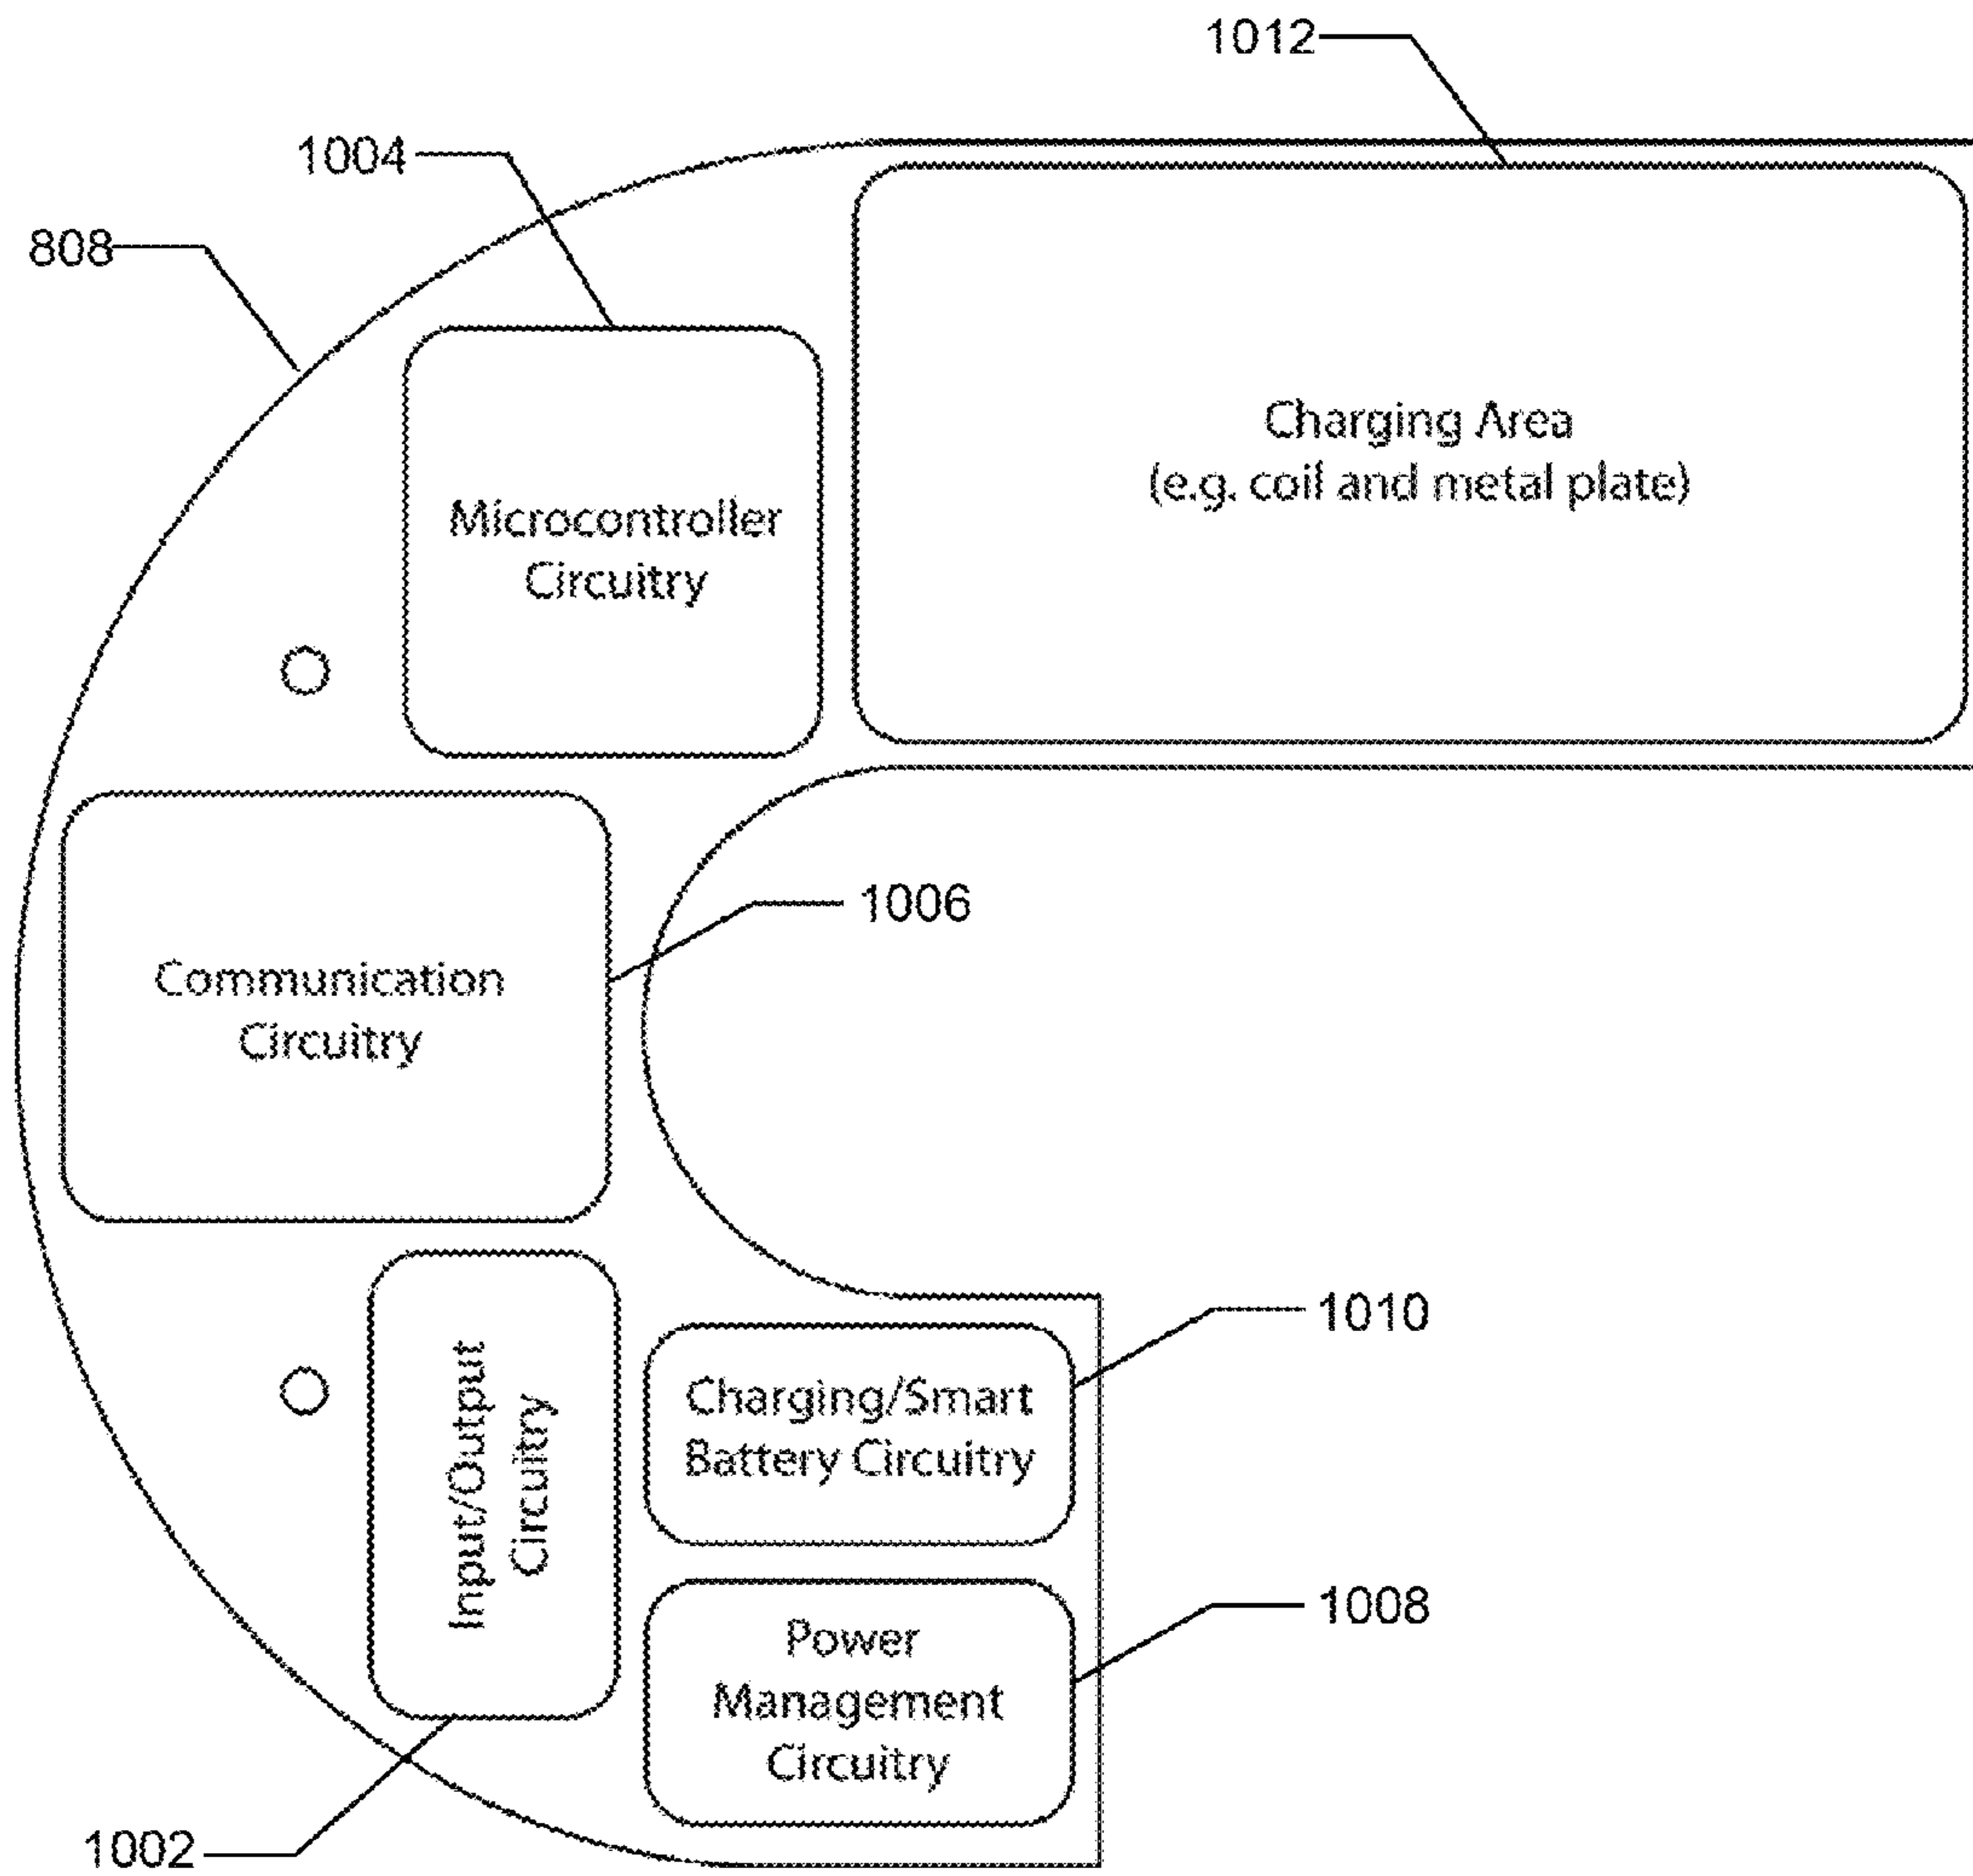 1012
1004
808
Charging Area
(e.g. coil and metal plate)
Microcontroller
Circuitry
1006
Communication
Circuitry
1010
Charging/Smart
Battery Circuitry
Input/Output
Circuitry
1008
Power
Management
Circuitry
1002